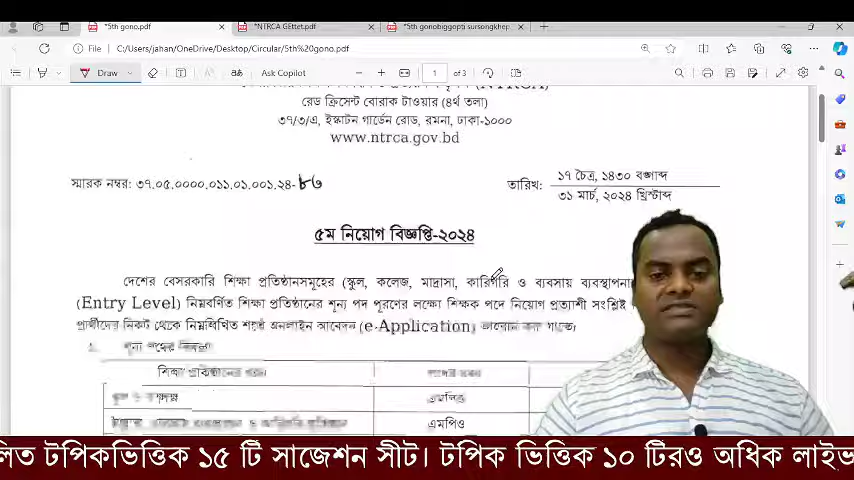 *5th gono.pdf
*NTRCA.GEttet.pdf
*5th gonobiggopti sursongkhep
File C:/Users/jahan/OneDrive/Desktop/Circular/5th%20gono.pdf
Draw
Ask Copilot
1 of 3
রেড ক্রিসেন্ট বোরাক টাওয়ার (৪র্থ তলা)
৩৭/৩/এ, ইস্কাটন গার্ডেন রোড, রমনা, ঢাকা-১০০০
www.ntrca.gov.bd
স্মারক নম্বর: ৩৭.০৫.০০০০.০১১.০১.০০১.২৪-
তারিখ:
১৭ চৈত্র, ১৪৩০ বঙ্গাব্দ
৩১ মার্চ, ২০২৪ খ্রিস্টাব্দ
৫ম নিয়োগ বিজ্ঞপ্তি-২০২৪
দেশের বেসরকারি শিক্ষা প্রতিষ্ঠানসমূহের (স্কুল, কলেজ, মাদ্রাসা, কারিগরি ও ব্যবসায় ব্যবস্থাপনা
(Entry Level) নিম্নবর্ণিত শিক্ষা প্রতিষ্ঠানের শূন্য পদ পূরণের লক্ষ্যে শিক্ষক পদে নিয়োগ প্রত্যাশী সংশ্লিষ্ট
প্রার্থীদের নিকট থেকে নিম্নলিখিত শর্তে অনলাইন আবেদন (e-Application)
শিক্ষা প্রতিষ্ঠানের
এমপিও
লিত টপিকভিত্তিক ১৫ টি সাজেশন সীট। টপিক ভিত্তিক ১০ টিরও অধিক লাইভ